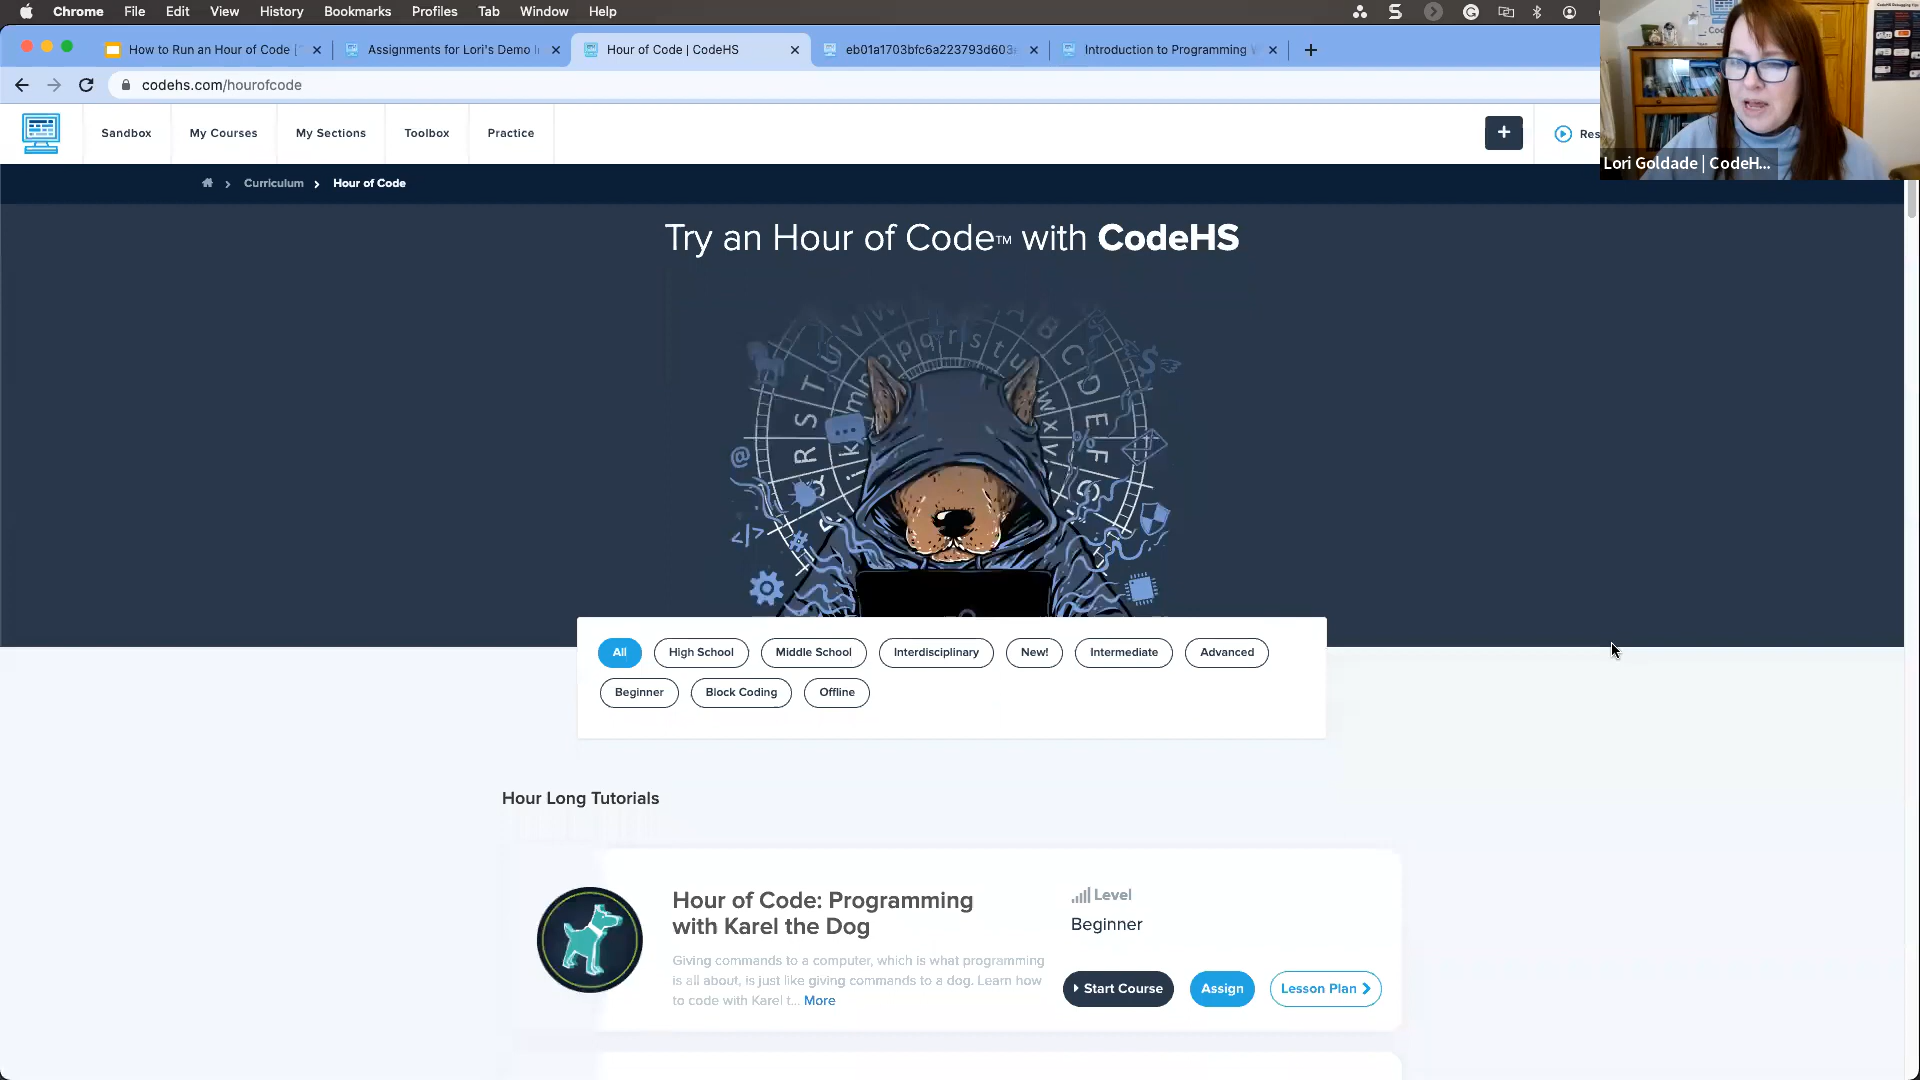 Chrome File Edit View History Bookmarks Profiles Tab Window Help
How to Run an Hour of Code [
Assignments for Lori's Demo I
Hour of Code | CodeHS
eb01a1703bfc6a223793d603
Introduction to Programming
codehs.com/hourofcode
Sandbox My Courses My Sections Toolbox Practice
+
Res
Lori Goldade | CodeH...
Curriculum > Hour of Code
Try an Hour of Code™ with CodeHS
All High School Middle School Interdisciplinary New! Intermediate Advanced
Beginner Block Coding Offline
Hour Long Tutorials
Hour of Code: Programming
with Karel the Dog
Giving commands to a computer, which is what programming
is all about, is just like giving commands to a dog. Learn how
to code with Karel t... More
Level
Beginner
Start Course Assign Lesson Plan